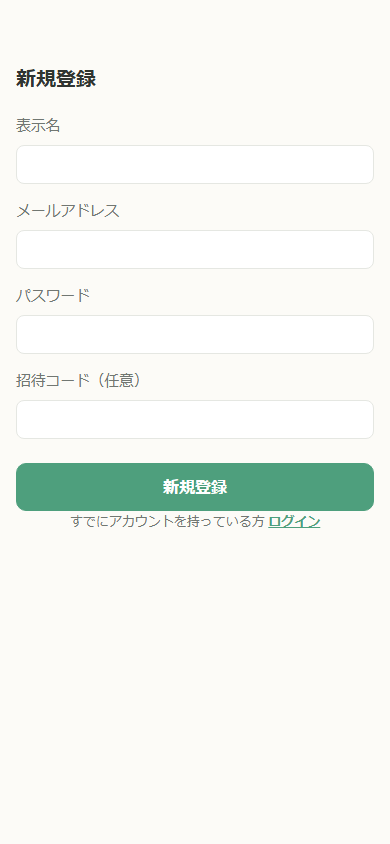 新規登録
表示名
メールアドレス
パスワード
招待コード（任意）
新規登録
すでにアカウントを持っている方 ログイン